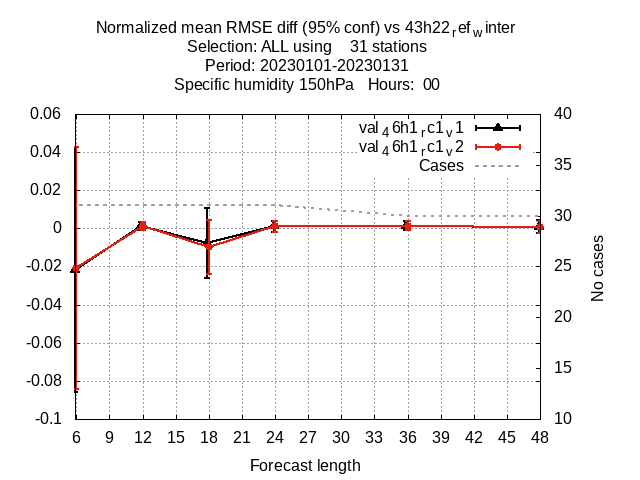 Normalized mean RMSE diff (95% conf) vs 43h22refwinter
Selection: ALL using 31 stations
Period: 20230101-20230131
Specific humidity 150hPa Hours: 00
val46h1rc1v1
val46h1rc1v2
Cases
0.06
0.04
0.02
0
-0.02
-0.04
-0.06
-0.08
-0.1
40
35
30
25
20
15
10
No cases
6 9 12 15 18 21 24 27 30 33 36 39 42 45 48
Forecast length